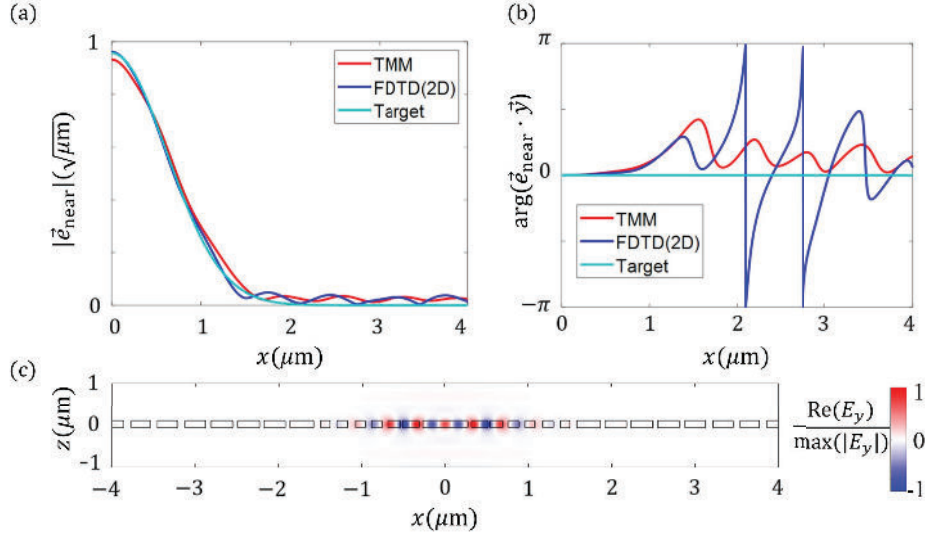 (a)
1
0
|e⃗near|(√μm)
TMM
FDTD(2D)
Target
0 1 2 3 4
x(μm)
(b)
π
0
−π
arg(e⃗near · y⃗)
TMM
FDTD(2D)
Target
0 1 2 3 4
x(μm)
(c)
1
0
-1
z(μm)
−4 −3 −2 −1 0 1 2 3 4
x(μm)
Re(Ey)
max(|Ey|)
1
0
-1